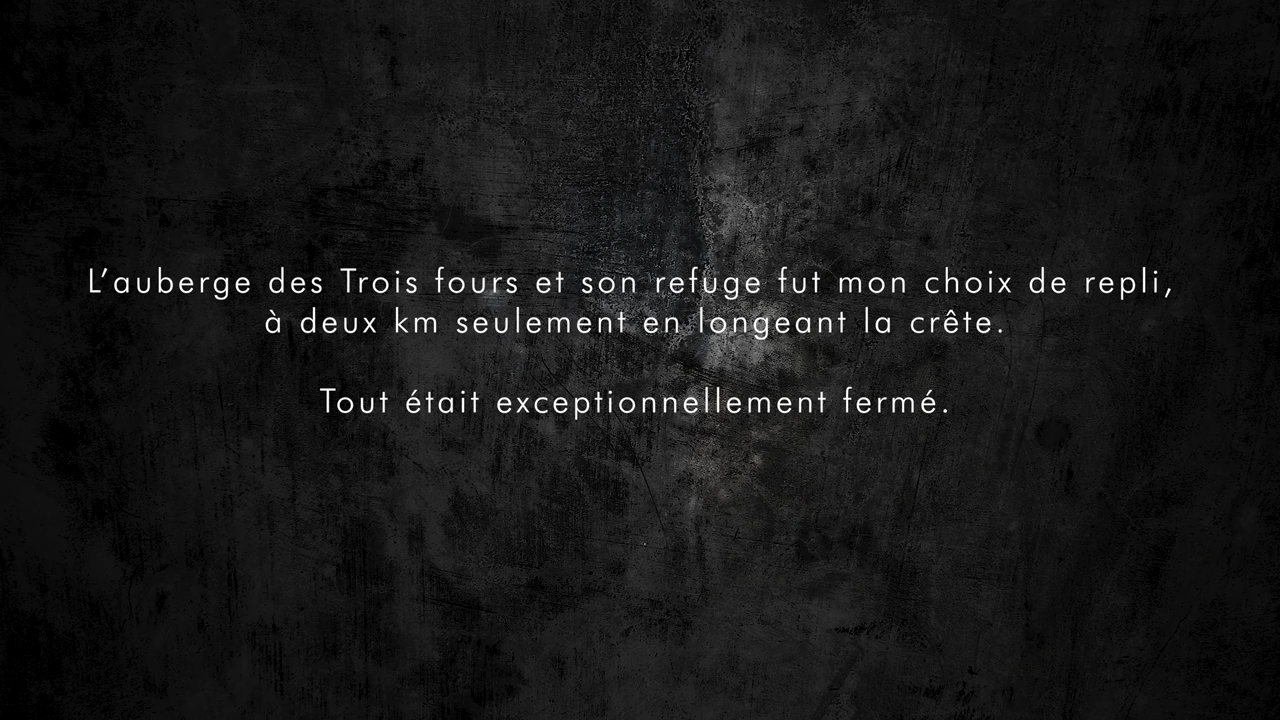 L’auberge des Trois fours et son refuge fut mon choix de repli,
à deux km seulement en longeant la crête.
Tout était exceptionnellement fermé.